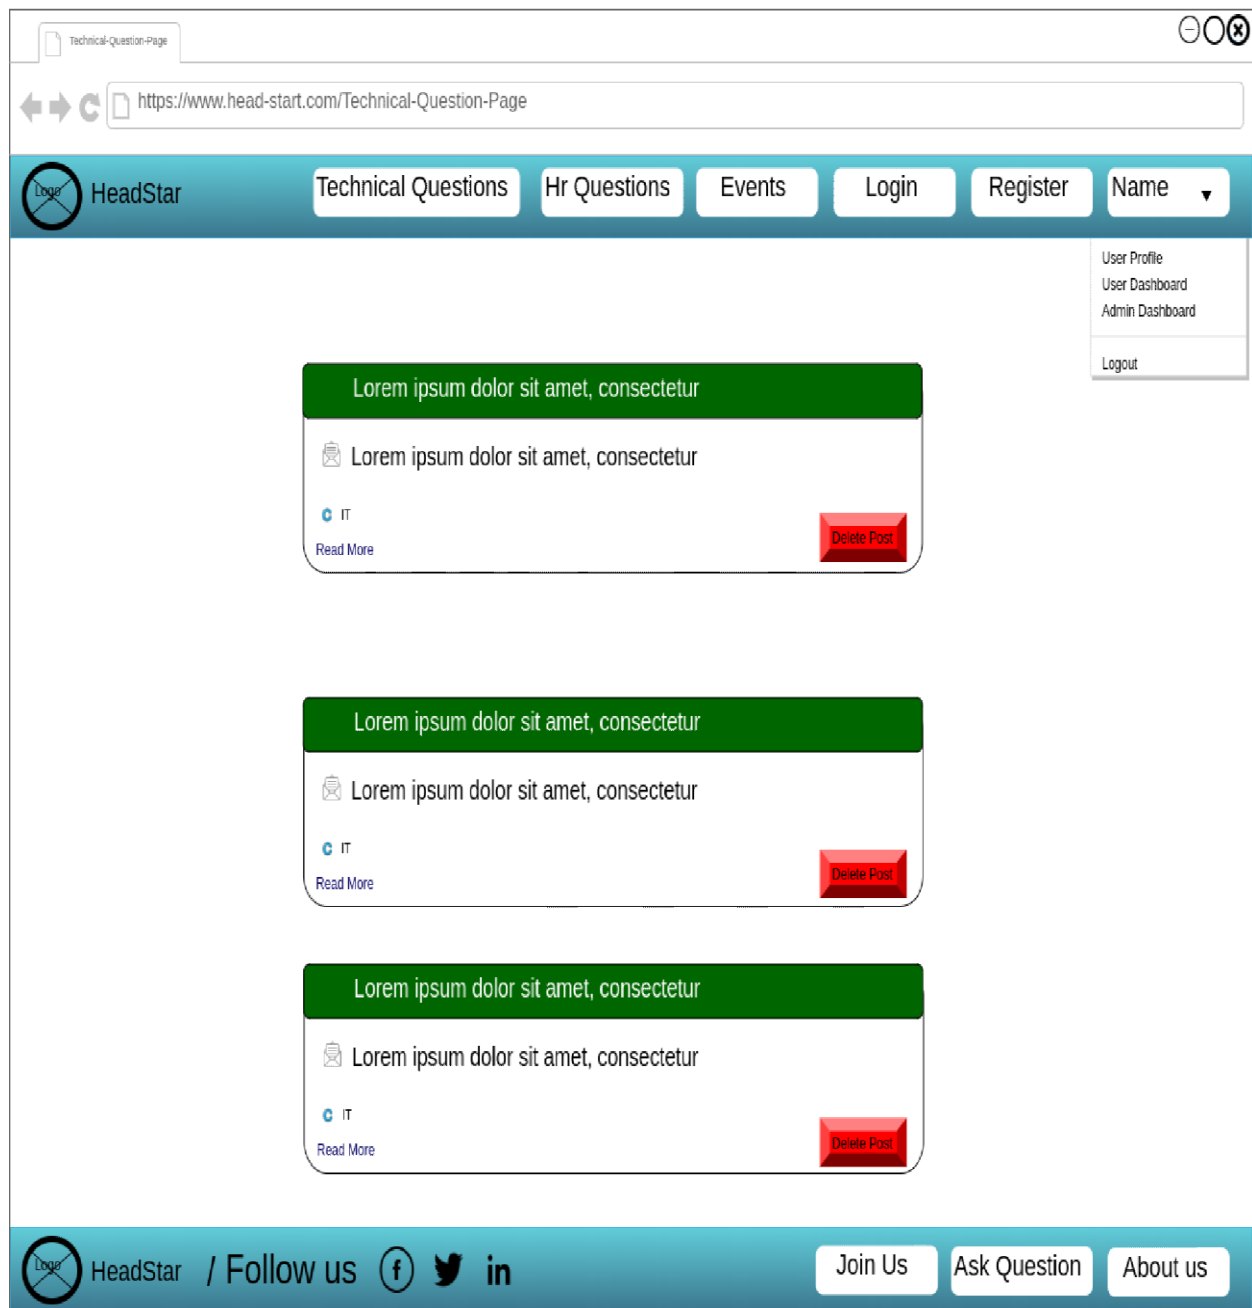 Technical-Question-Page
https://www.head-start.com/Technical-Question-Page
Logo HeadStar Technical Questions Hr Questions Events Login Register Name ▼
User Profile
User Dashboard
Admin Dashboard
Logout
Lorem ipsum dolor sit amet, consectetur
Lorem ipsum dolor sit amet, consectetur
C IT
Delete Post
Read More
Lorem ipsum dolor sit amet, consectetur
Lorem ipsum dolor sit amet, consectetur
C IT
Delete Post
Read More
Lorem ipsum dolor sit amet, consectetur
Lorem ipsum dolor sit amet, consectetur
C IT
Delete Post
Read More
Logo HeadStar / Follow us f in Join Us Ask Question About us